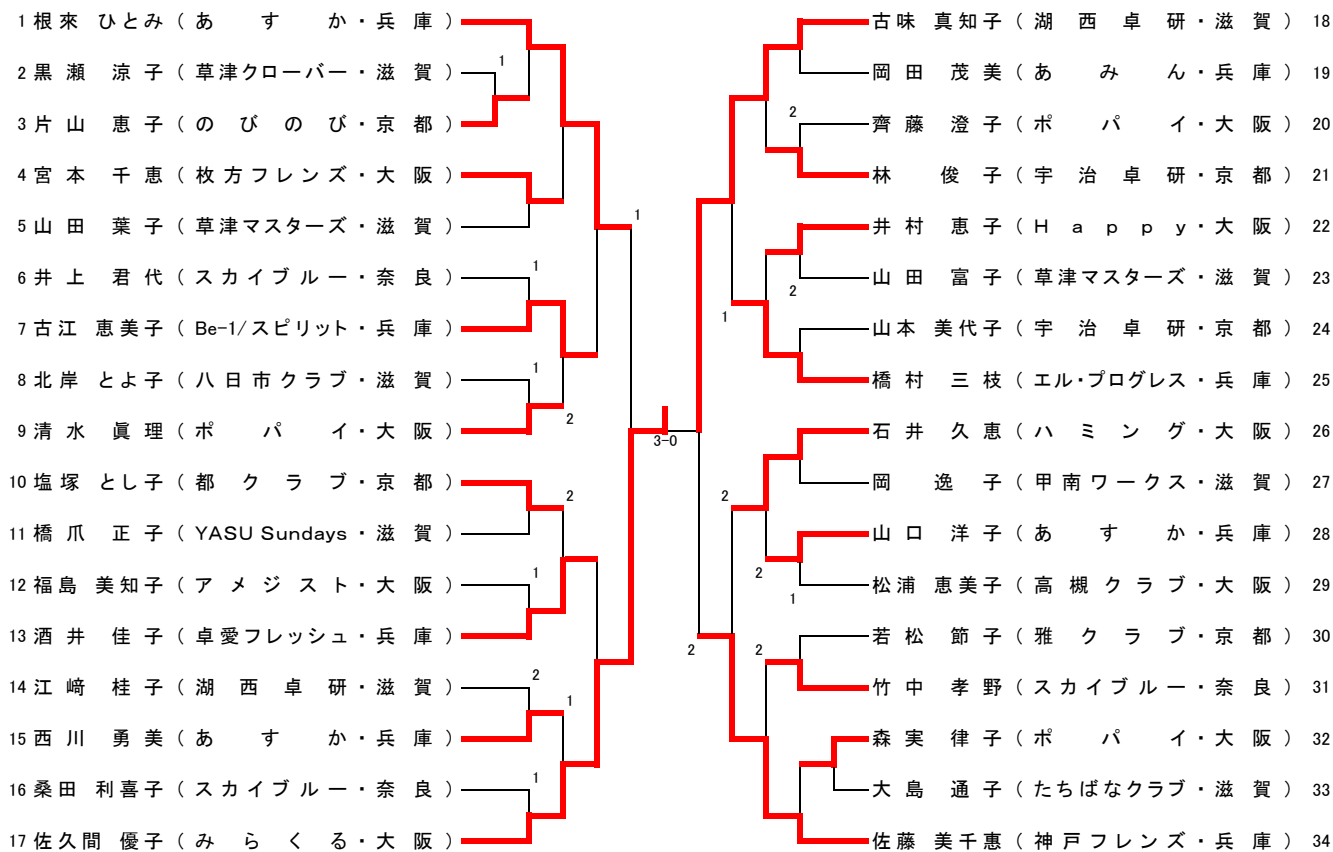 1 根來 ひとみ ( あすか・兵庫 )
2 黒瀬 涼子 ( 草津クローバー・滋賀 )
1
3 片山 恵子 ( のびのび・京都 )
4 宮本 千恵 ( 枚方フレンズ・大阪 )
5 山田 葉子 ( 草津マスターズ・滋賀 )
1
6 井上 君代 ( スカイブルー・奈良 )
1
7 古江 恵美子 ( Be-1/スピリット・兵庫 )
8 北岸 とよ子 ( 八日市クラブ・滋賀 )
1
9 清水 眞理 ( ポパイ・大阪 )
2
10 塩塚 とし子 ( 都クラブ・京都 )
2
11 橋爪 正子 ( YASU Sundays・滋賀 )
12 福島 美知子 ( アメジスト・大阪 )
1
13 酒井 佳子 ( 卓愛フレッシュ・兵庫 )
14 江﨑 桂子 ( 湖西卓研・滋賀 )
2
1
15 西川 勇美 ( あすか・兵庫 )
16 桑田 利喜子 ( スカイブルー・奈良 )
1
17 佐久間 優子 ( みらくる・大阪 )
3-0
古味 真知子 ( 湖西卓研・滋賀 ) 18
岡田 茂美 ( あみん・兵庫 ) 19
2
齊藤 澄子 ( ポパイ・大阪 ) 20
林 俊子 ( 宇治卓研・京都 ) 21
井村 恵子 ( Happy・大阪 ) 22
山田 富子 ( 草津マスターズ・滋賀 ) 23
2
1
山本 美代子 ( 宇治卓研・京都 ) 24
橋村 三枝 ( エル・プログレス・兵庫 ) 25
石井 久恵 ( ハミング・大阪 ) 26
岡 逸子 ( 甲南ワークス・滋賀 ) 27
2
山口 洋子 ( あすか・兵庫 ) 28
2
松浦 恵美子 ( 高槻クラブ・大阪 ) 29
1
若松 節子 ( 雅クラブ・京都 ) 30
2
2
竹中 孝野 ( スカイブルー・奈良 ) 31
森実 律子 ( ポパイ・大阪 ) 32
大島 通子 ( たちばなクラブ・滋賀 ) 33
佐藤 美千惠 ( 神戸フレンズ・兵庫 ) 34